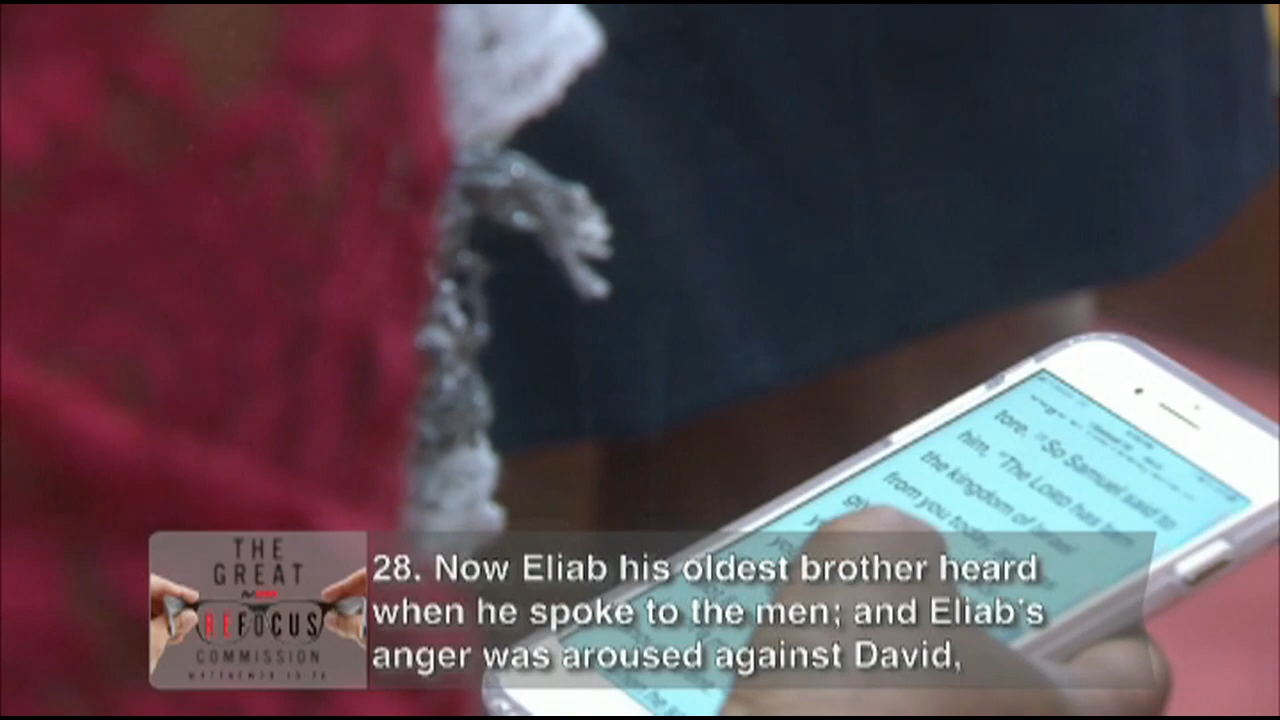 tore. "So Samuel said to
him, "The LORD has torn
the kingdom of Israel
from you today,
THE
GREAT
REFOCUS
COMMISSION
28. Now Eliab his oldest brother heard
when he spoke to the men; and Eliab's
anger was aroused against David,